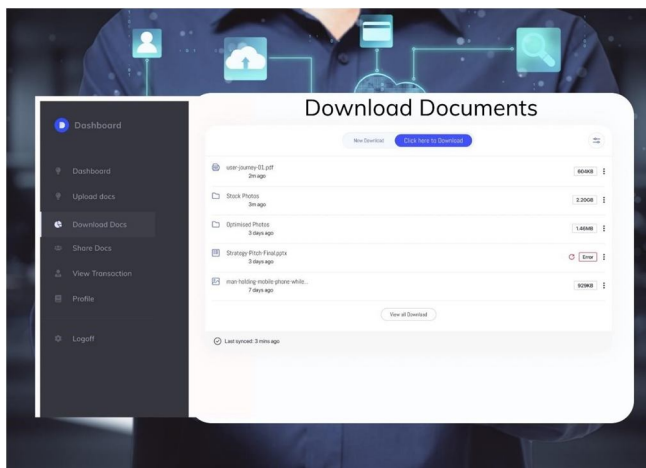 Download Documents
Dashboard
New Download
Click here to Download
Dashboard
Upload docs
Download Docs
Share Docs
View Transaction
Profile
Logoff
user-journey-01.pdf
2m ago
604KB
Stock Photos
3m ago
2.20GB
Optimised Photos
3 days ago
1.46MB
Strategy-Pitch-Final.pptx
3 days ago
Error
man-holding-mobile-phone-while...
7 days ago
929KB
View all Download
Last synced: 3 mins ago